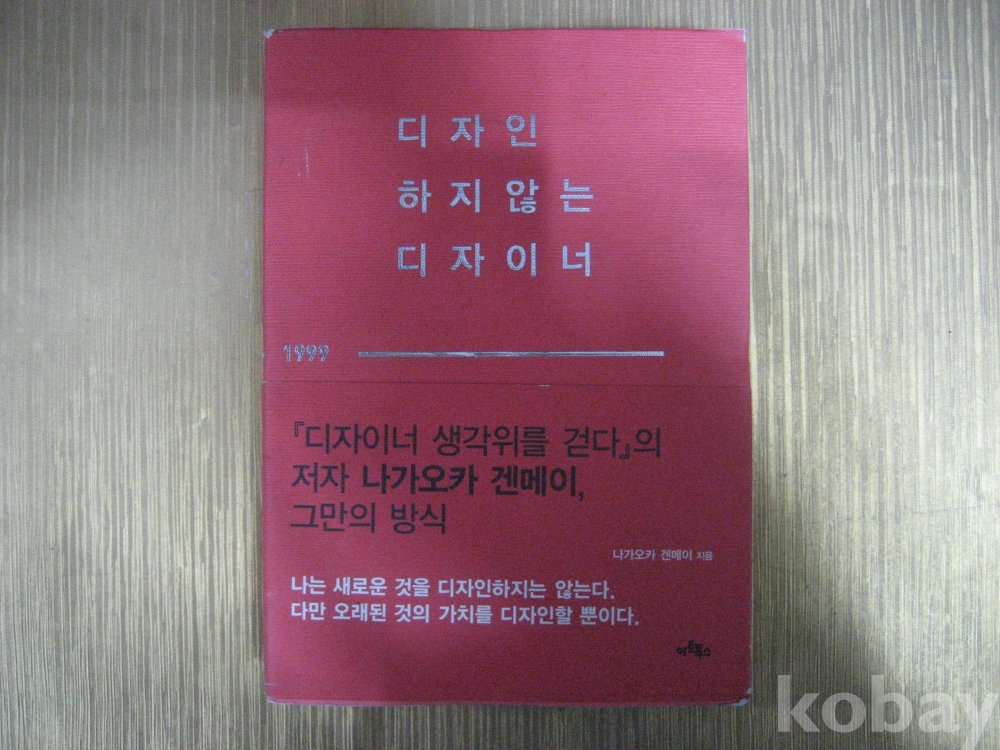 디자인
하지않는
디자이너
1999
『디자이너 생각위를 걷다』의
저자 나가오카 겐메이,
그만의 방식
나가오카 겐메이 지음
나는 새로운 것을 디자인하지는 않는다.
다만 오래된 것의 가치를 디자인할 뿐이다.
아트북스
kobay